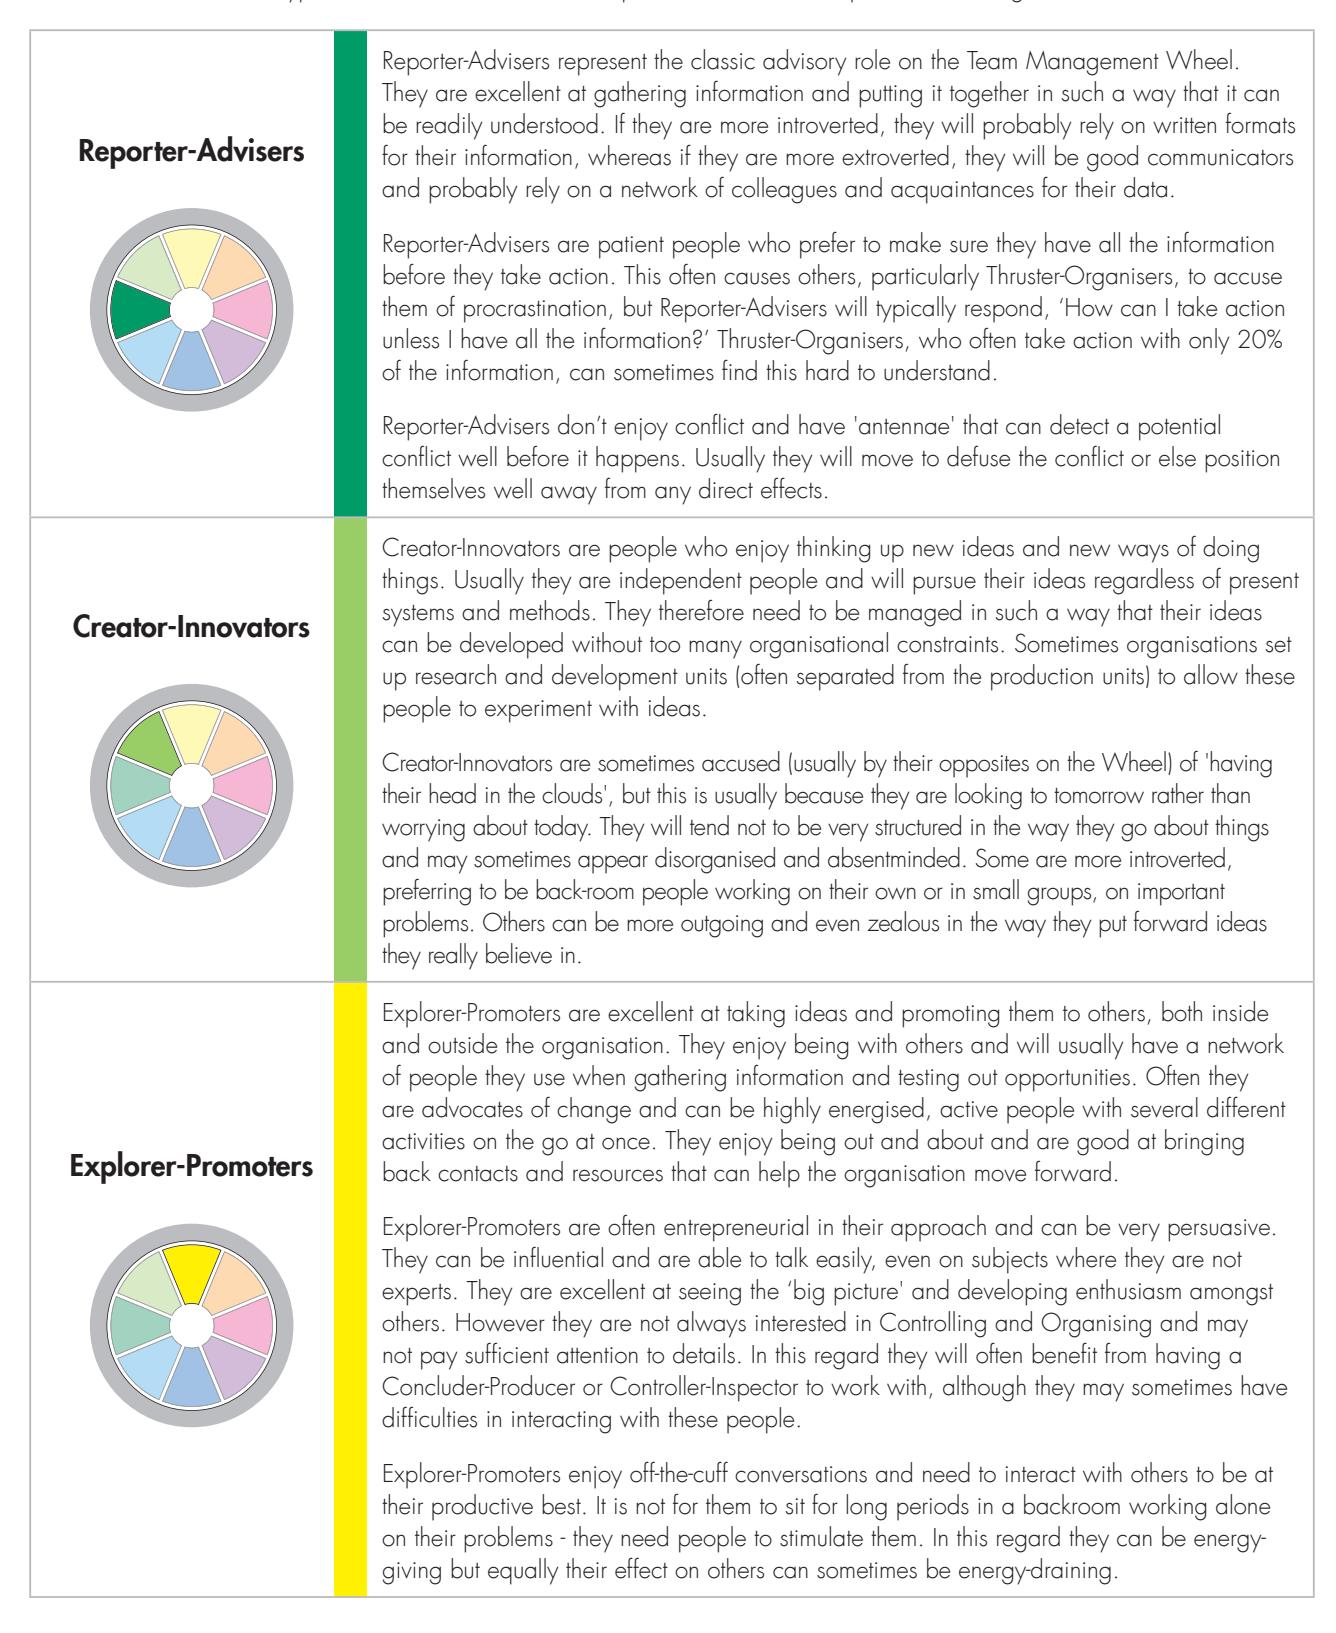 Reporter-Advisers
Reporter-Advisers represent the classic advisory role on the Team Management Wheel.
They are excellent at gathering information and putting it together in such a way that it can
be readily understood. If they are more introverted, they will probably rely on written formats
for their information, whereas if they are more extroverted, they will be good communicators
and probably rely on a network of colleagues and acquaintances for their data.
Reporter-Advisers are patient people who prefer to make sure they have all the information
before they take action. This often causes others, particularly Thruster-Organisers, to accuse
them of procrastination, but Reporter-Advisers will typically respond, ‘How can I take action
unless I have all the information?’ Thruster-Organisers, who often take action with only 20%
of the information, can sometimes find this hard to understand.
Reporter-Advisers don’t enjoy conflict and have 'antennae' that can detect a potential
conflict well before it happens. Usually they will move to defuse the conflict or else position
themselves well away from any direct effects.
Creator-Innovators
Creator-Innovators are people who enjoy thinking up new ideas and new ways of doing
things. Usually they are independent people and will pursue their ideas regardless of present
systems and methods. They therefore need to be managed in such a way that their ideas
can be developed without too many organisational constraints. Sometimes organisations set
up research and development units (often separated from the production units) to allow these
people to experiment with ideas.
Creator-Innovators are sometimes accused (usually by their opposites on the Wheel) of 'having
their head in the clouds', but this is usually because they are looking to tomorrow rather than
worrying about today. They will tend not to be very structured in the way they go about things
and may sometimes appear disorganised and absentminded. Some are more introverted,
preferring to be back-room people working on their own or in small groups, on important
problems. Others can be more outgoing and even zealous in the way they put forward ideas
they really believe in.
Explorer-Promoters
Explorer-Promoters are excellent at taking ideas and promoting them to others, both inside
and outside the organisation. They enjoy being with others and will usually have a network
of people they use when gathering information and testing out opportunities. Often they
are advocates of change and can be highly energised, active people with several different
activities on the go at once. They enjoy being out and about and are good at bringing
back contacts and resources that can help the organisation move forward.
Explorer-Promoters are often entrepreneurial in their approach and can be very persuasive.
They can be influential and are able to talk easily, even on subjects where they are not
experts. They are excellent at seeing the ‘big picture' and developing enthusiasm amongst
others. However they are not always interested in Controlling and Organising and may
not pay sufficient attention to details. In this regard they will often benefit from having a
Concluder-Producer or Controller-Inspector to work with, although they may sometimes have
difficulties in interacting with these people.
Explorer-Promoters enjoy off-the-cuff conversations and need to interact with others to be at
their productive best. It is not for them to sit for long periods in a backroom working alone
on their problems - they need people to stimulate them. In this regard they can be energy-
giving but equally their effect on others can sometimes be energy-draining.